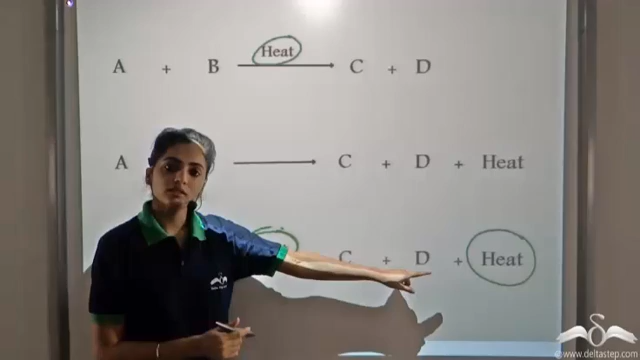 Heat
A + B → C + D
A → C + D + Heat
C + D + Heat
© www.deltastep.com